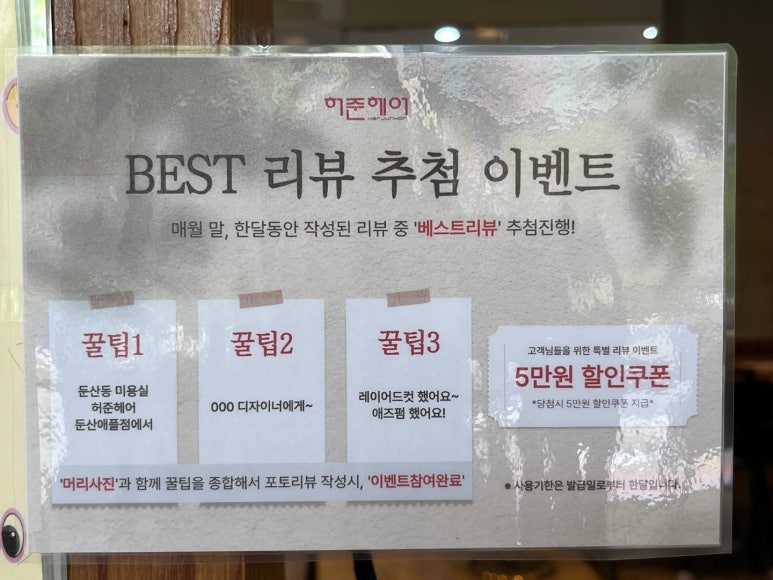 허준헤어
HERJUNHAIR
BEST 리뷰 추첨 이벤트
매월 말, 한달동안 작성된 리뷰 중 '베스트리뷰' 추첨진행!
꿀팁1
둔산동 미용실
허준헤어
둔산애플점에서
꿀팁2
000 디자이너에게~
꿀팁3
레이어드컷 했어요~
애즈펌 했어요!
'머리사진'과 함께 꿀팁을 종합해서 포토리뷰 작성시, '이벤트참여완료'
고객님들을 위한 특별 리뷰 이벤트
5만원 할인쿠폰
*당첨시 5만원 할인쿠폰 지급*
※ 사용기한은 발급일로부터 한달입니다.